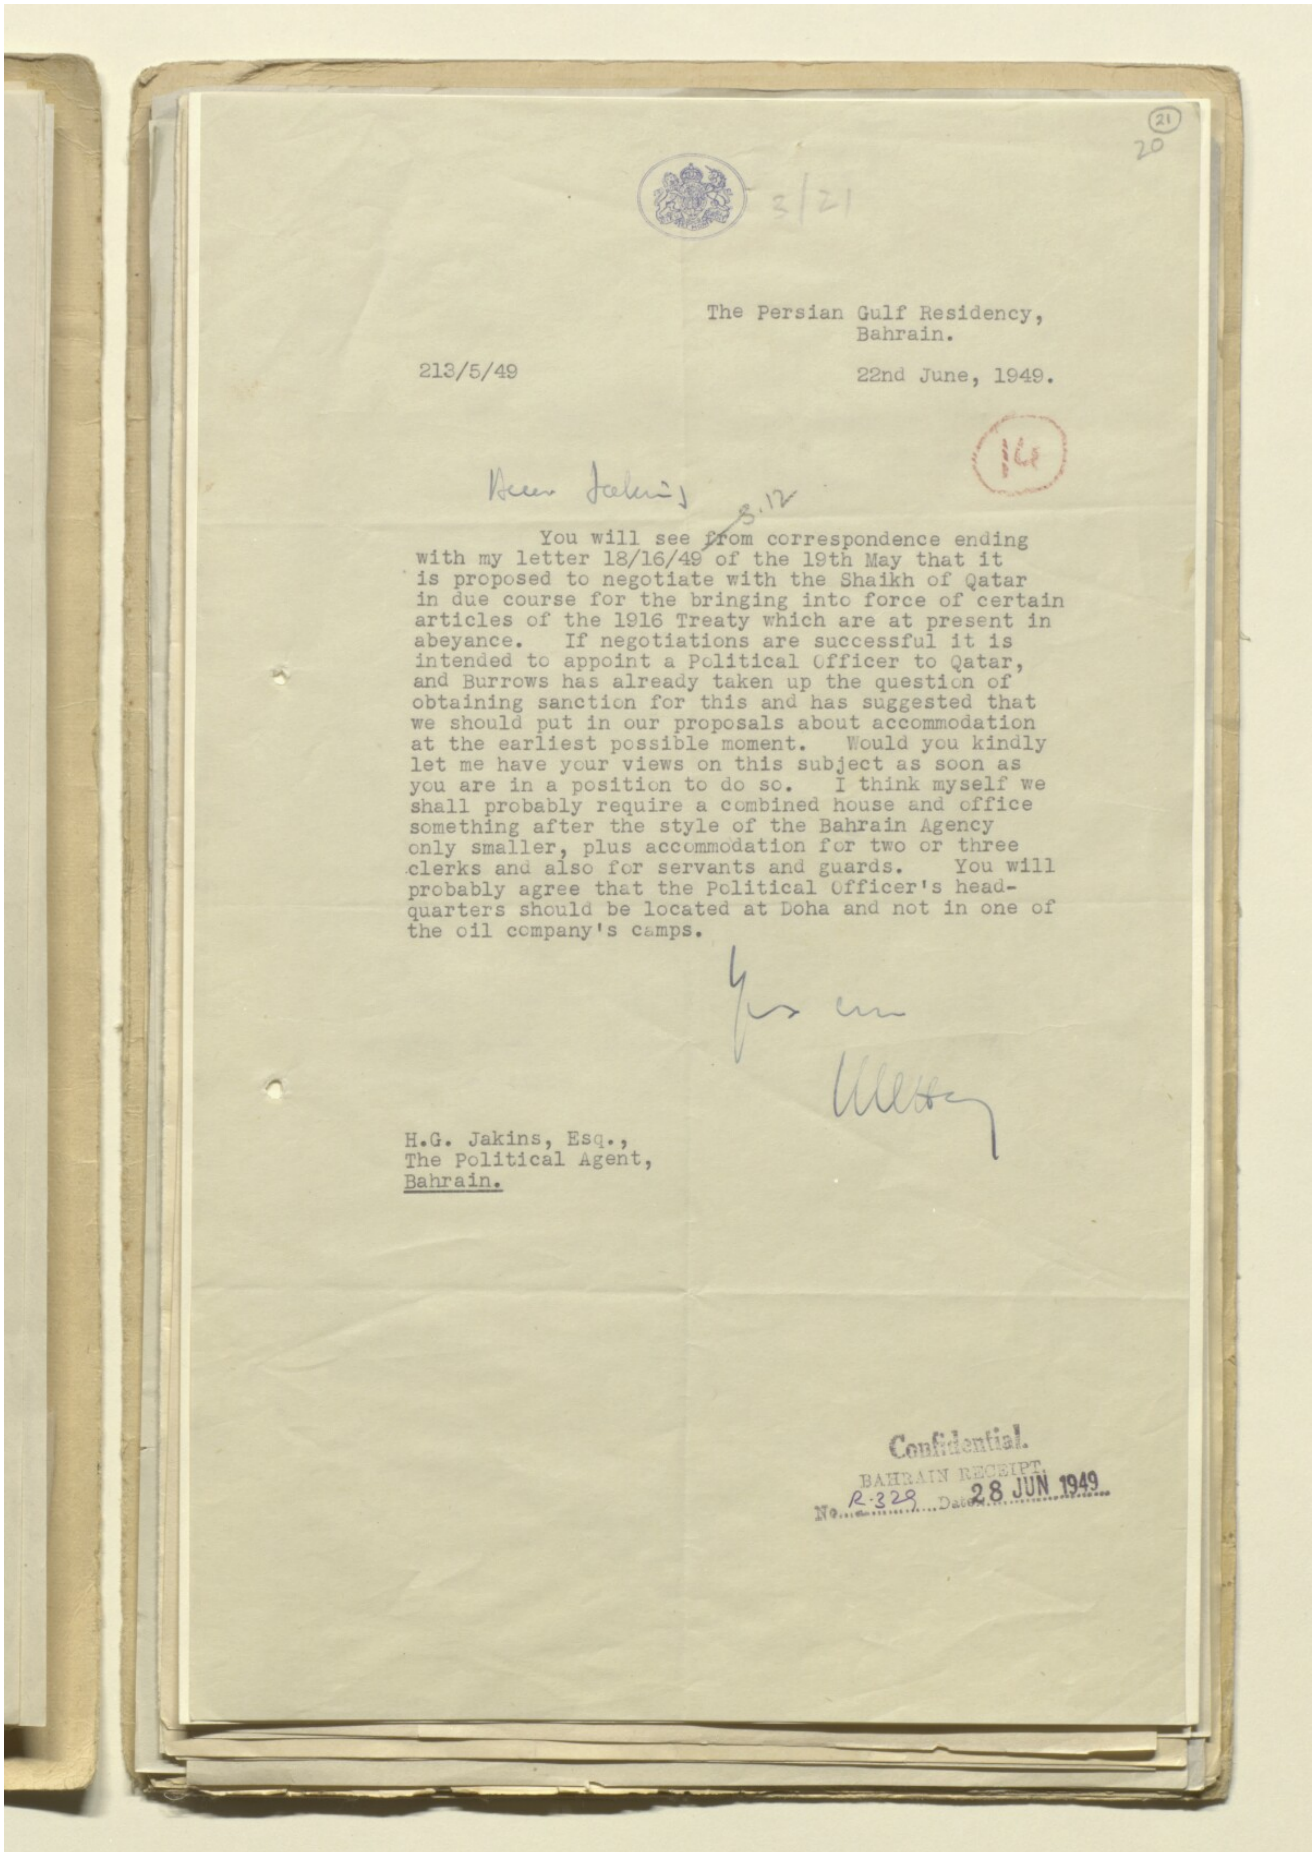 21
20
3/21
The Persian Gulf Residency,
Bahrain.
213/5/49
22nd June, 1949.
14
Dear Jakins
s.12
You will see from correspondence ending
with my letter 18/16/49 of the 19th May that it
is proposed to negotiate with the Shaikh of Qatar
in due course for the bringing into force of certain
articles of the 1916 Treaty which are at present in
abeyance. If negotiations are successful it is
intended to appoint a Political Officer to Qatar,
and Burrows has already taken up the question of
obtaining sanction for this and has suggested that
we should put in our proposals about accommodation
at the earliest possible moment. Would you kindly
let me have your views on this subject as soon as
you are in a position to do so. I think myself we
shall probably require a combined house and office
something after the style of the Bahrain Agency
only smaller, plus accommodation for two or three
clerks and also for servants and guards. You will
probably agree that the Political Officer's head-
quarters should be located at Doha and not in one of
the oil company's camps.
Yours
H.G. Jakins, Esq.,
The Political Agent,
Bahrain.
Confidential.
BAHRAIN RECEIPT.
No. R.329 Date 28 JUN 1949